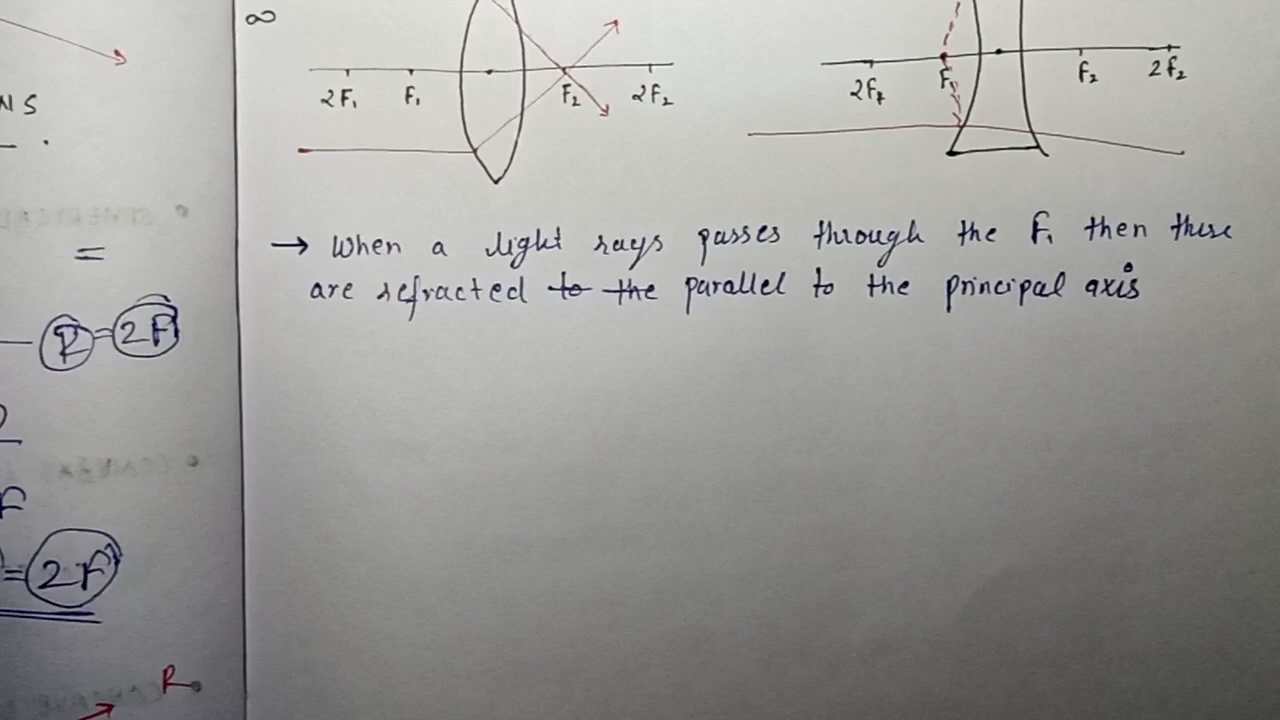 ∞
NS
2F₁ F₁ F₂ 2F₂
2F₁ F₁ F₂ 2F₂
→ When a light rays passes through the F₁ then these
are refracted to the parallel to the principal axis
=
R = 2F
F
= 2F
R